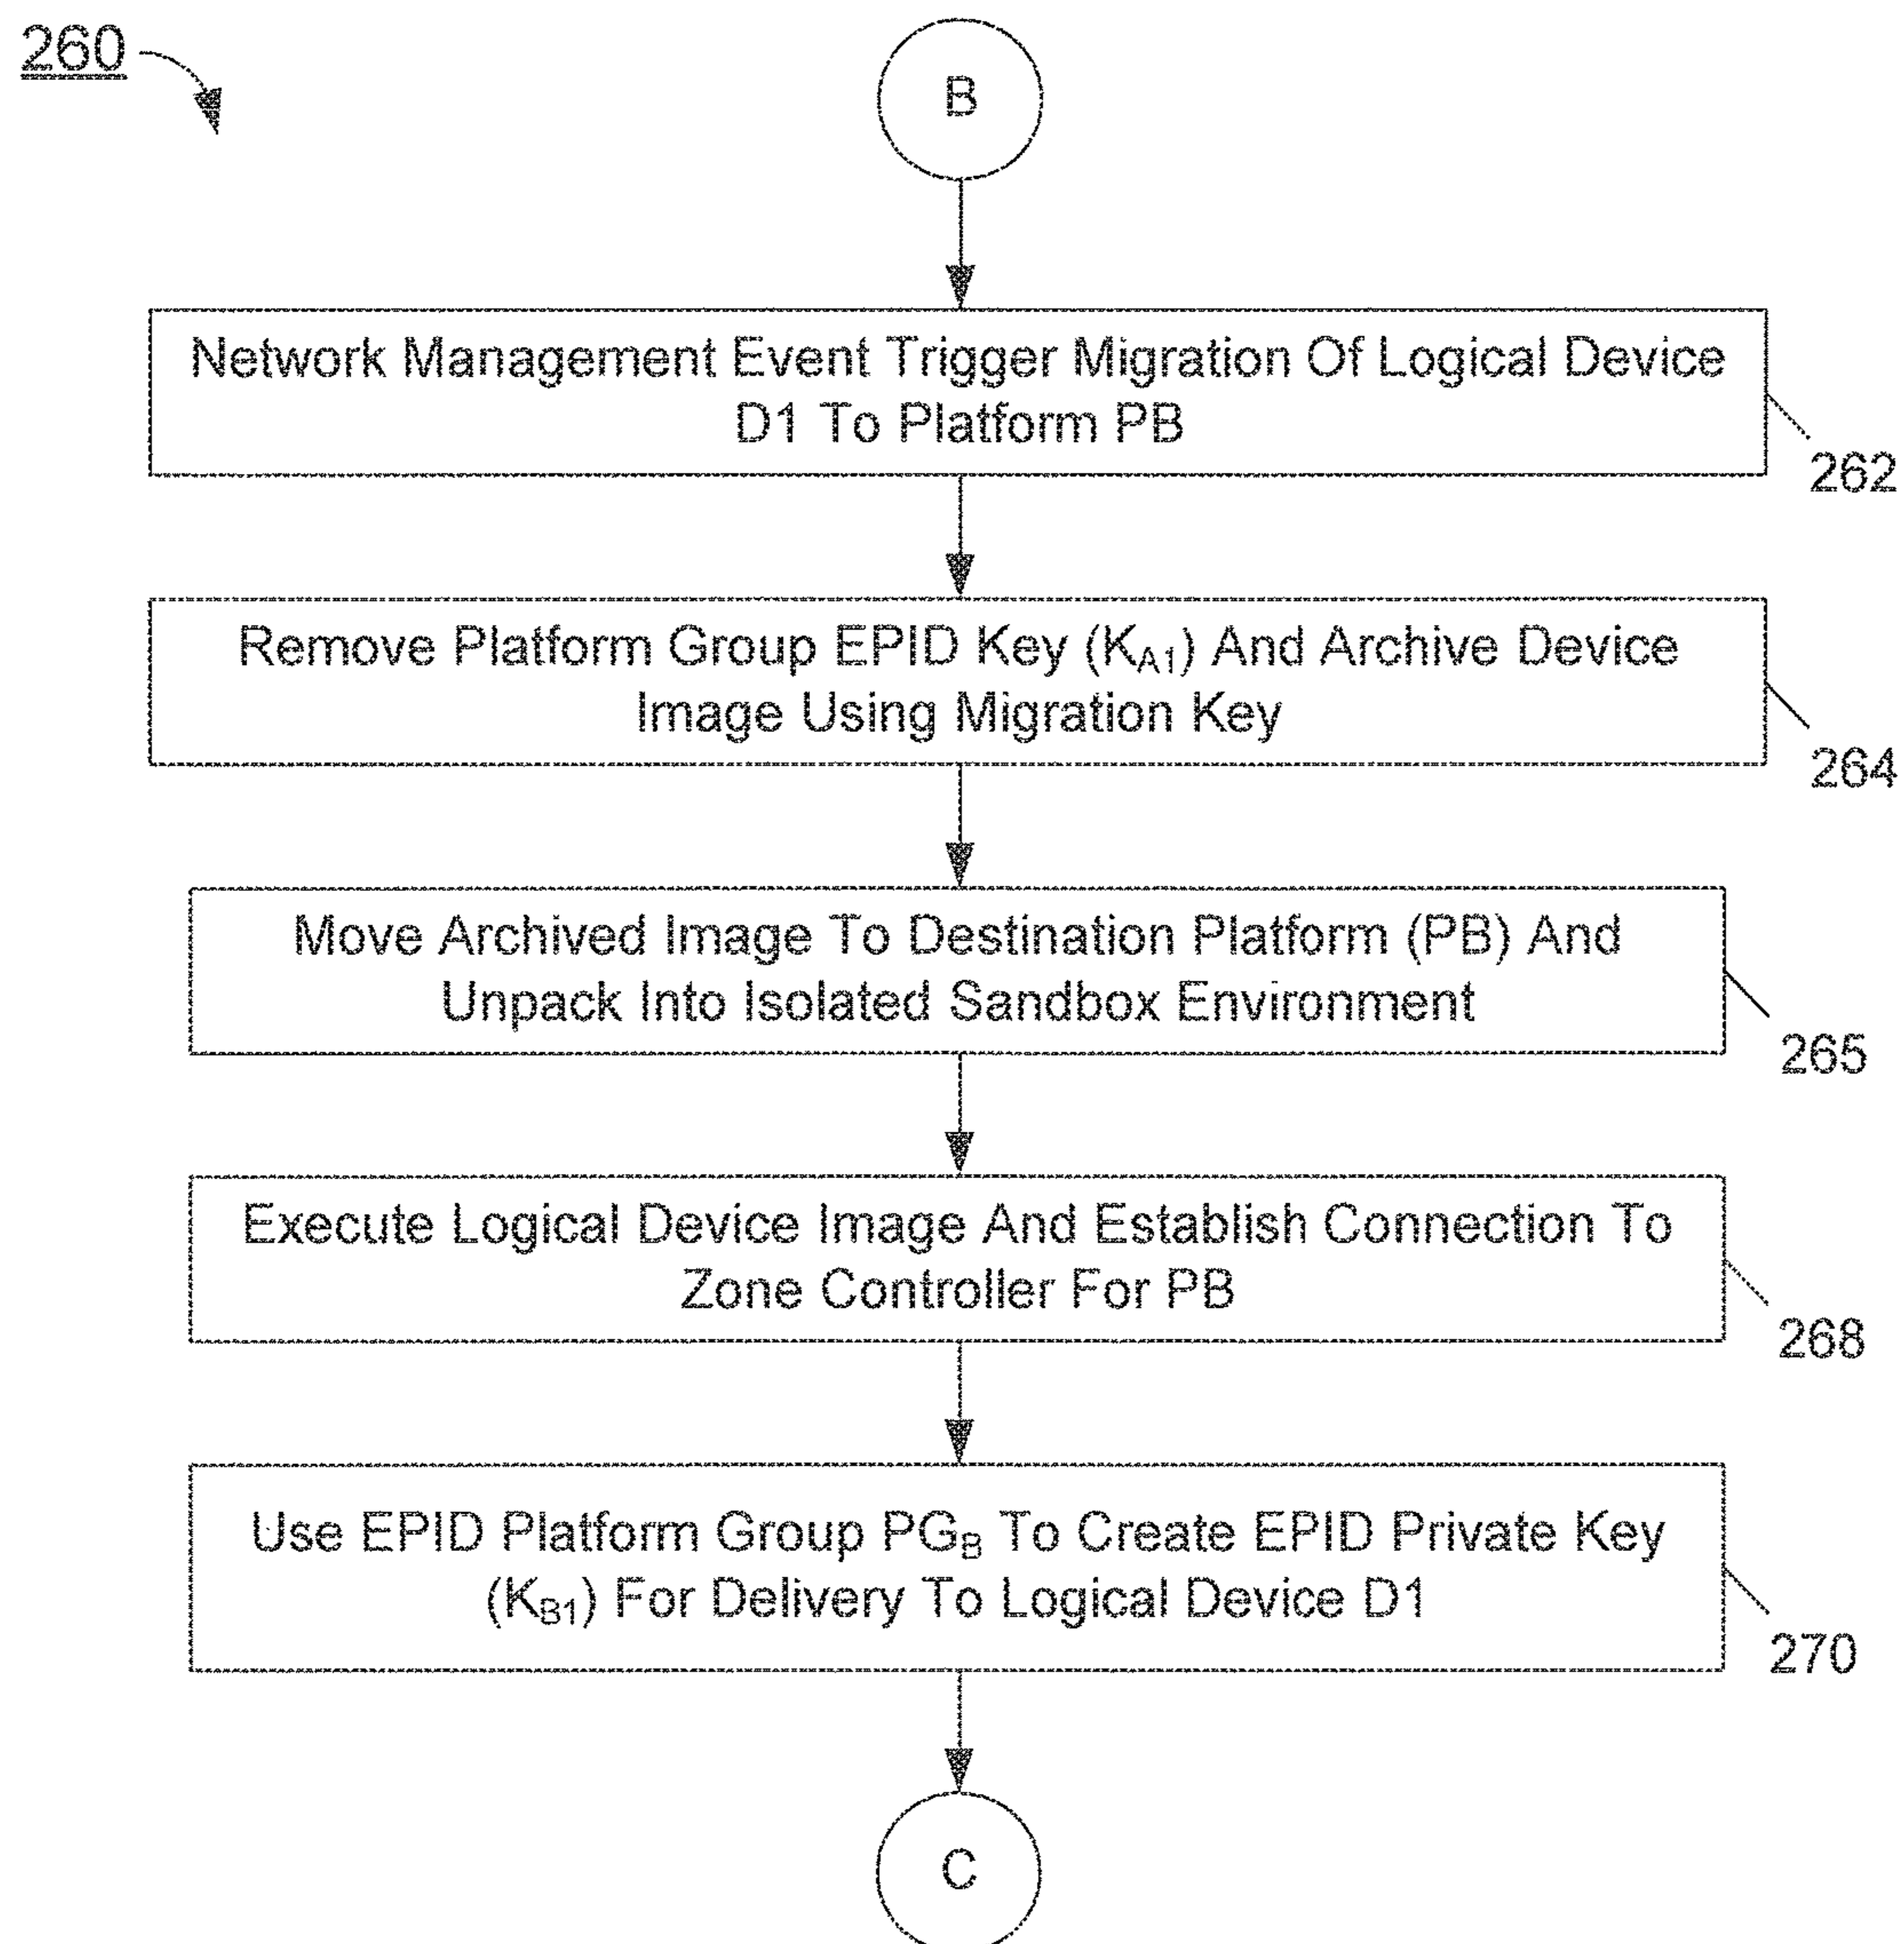 260
B
Network Management Event Trigger Migration Of Logical Device
D1 To Platform PB
262
Remove Platform Group EPID Key (KA1) And Archive Device
Image Using Migration Key
264
Move Archived Image To Destination Platform (PB) And
Unpack Into Isolated Sandbox Environment
265
Execute Logical Device Image And Establish Connection To
Zone Controller For PB
268
Use EPID Platform Group PGB To Create EPID Private Key
(KB1) For Delivery To Logical Device D1
270
C